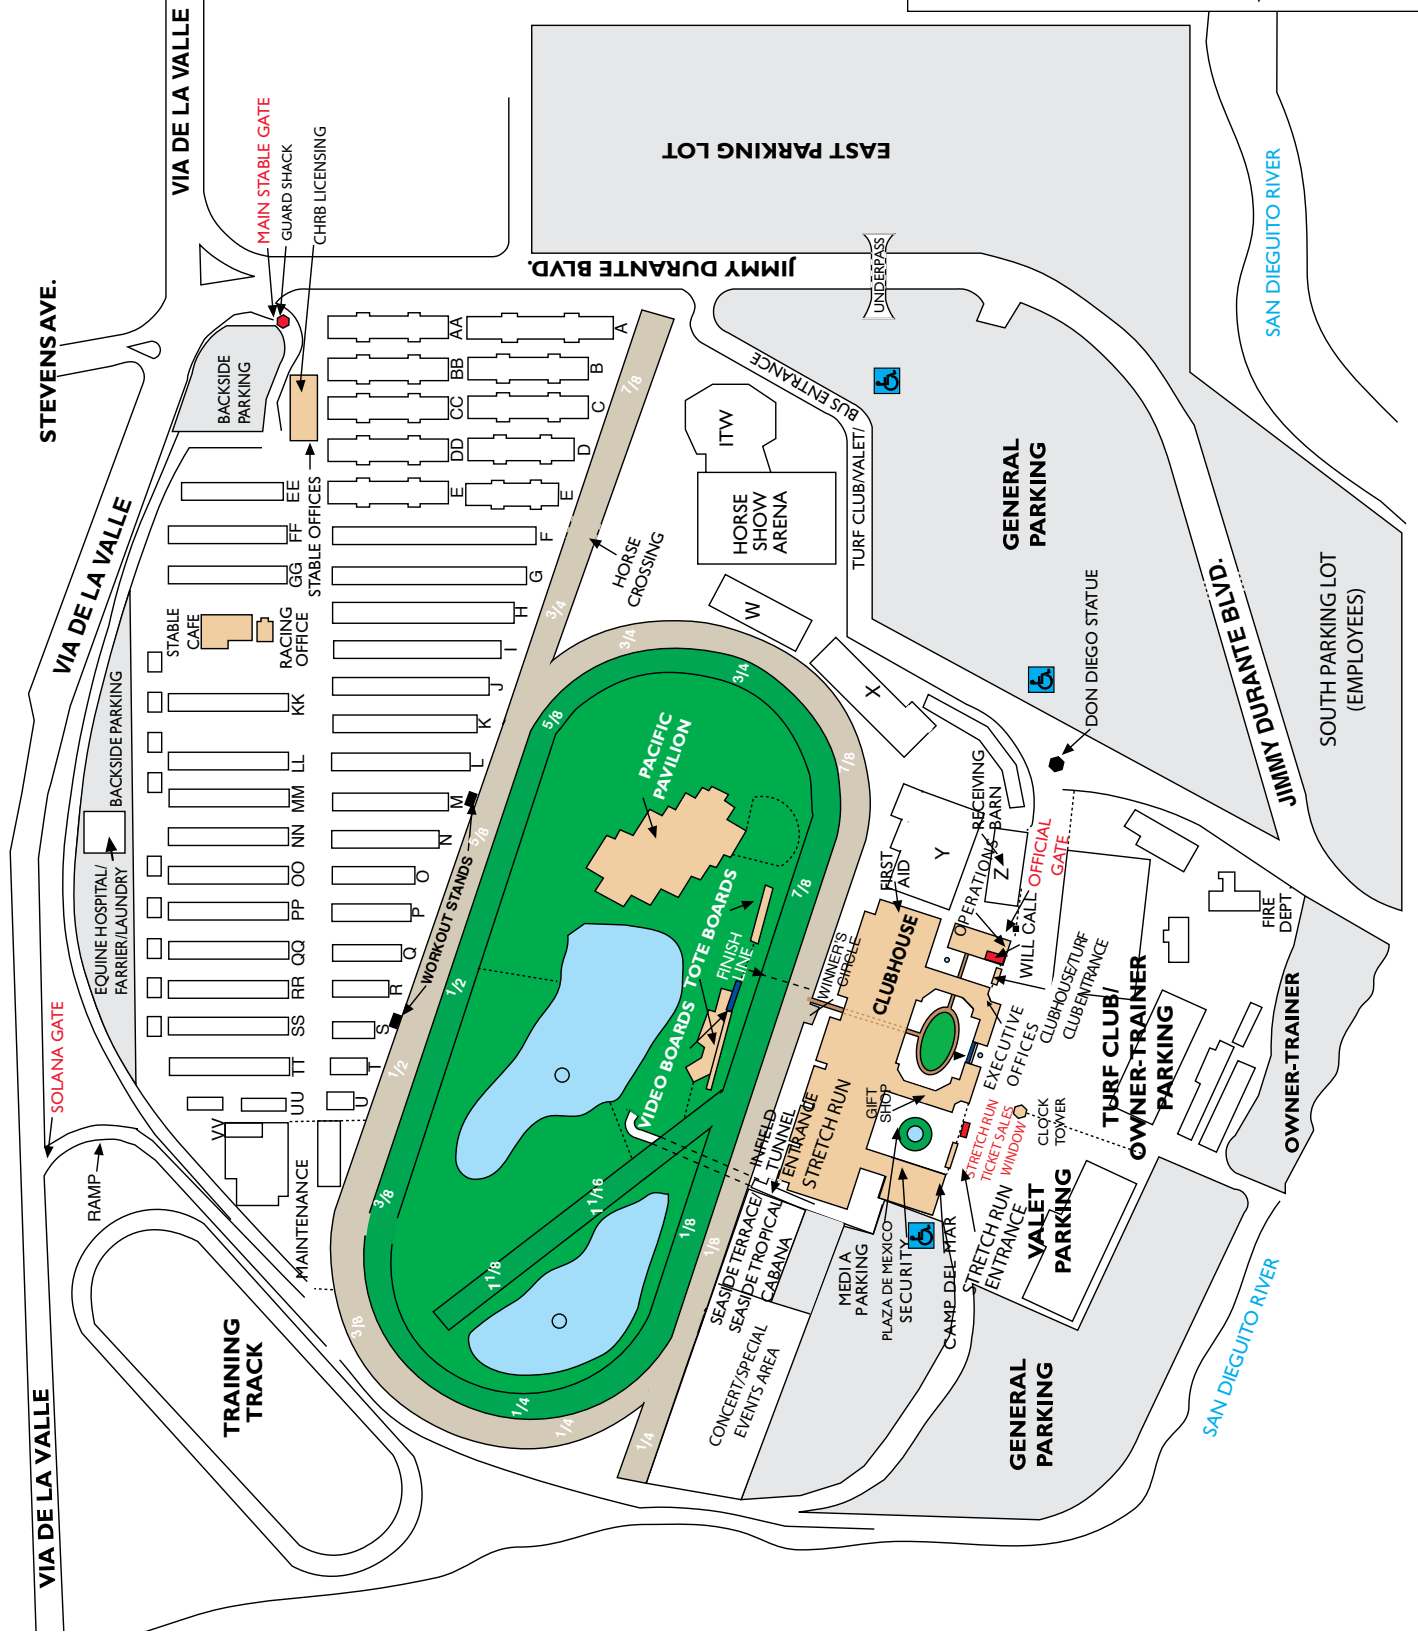 VIA DE LA VALLE
STEVENS AVE.
MAIN STABLE GATE
GUARD SHACK
CHRB LICENSING
EAST PARKING LOT
SAN DIEGUITO RIVER
JIMMY DURANTE BLVD.
UNDERPASS
BACKSIDE
PARKING
AA
A
BB
B
CC
C
DD
D
E
E
EE
FF
F
GG
G
STABLE OFFICES
H
I
J
KK
K
LL
L
MM
M
NN
N
OO
O
PP
P
QQ
Q
RR
R
SS
S
TT
T
UU
U
VV
7/8
BUS ENTRANCE
TURF CLUB/VALET/
ITW
HORSE
SHOW
ARENA
HORSE
CROSSING
GENERAL
PARKING
VIA DE LA VALLE
STABLE
CAFE
RACING
OFFICE
BACKSIDE PARKING
EQUINE HOSPITAL/
FARRIER/LAUNDRY
3/4
3/4
3/4
W
X
DON DIEGO STATUE
JIMMY DURANTE BLVD.
SOUTH PARKING LOT
(EMPLOYEES)
5/8
5/8
7/8
7/8
PACIFIC
PAVILION
WORKOUT STANDS
TOTE BOARDS
VIDEO BOARDS
FINISH
LINE
1/2
1/2
FIRST
AID
Y
Z
RECEIVING
BARN
OPERATIONS
OFFICIAL
GATE
WILL CALL
WINNER'S
CIRCLE
CLUBHOUSE
CLUBHOUSE/TURF
CLUB ENTRANCE
EXECUTIVE
OFFICES
FIRE
DEPT
TURF CLUB/
OWNER-TRAINER
PARKING
OWNER-TRAINER
SOLANA GATE
RAMP
MAINTENANCE
3/8
3/8
1 1/16
1 1/8
1/8
1/8
INFIELD
TUNNEL
ENTRANCE
STRETCH RUN
GIFT
SHOP
STRETCH RUN
TICKET SALES
WINDOW
CLOCK
TOWER
SEASIDE TERRACE/
SEASIDE TROPICAL
CABANA
MEDIA
PARKING
PLAZA DE MEXICO
SECURITY
CAMP DEL MAR
STRETCH RUN
ENTRANCE
VALET
PARKING
CONCERT/SPECIAL
EVENTS AREA
1/4
1/4
1/4
TRAINING
TRACK
VIA DE LA VALLE
GENERAL
PARKING
SAN DIEGUITO RIVER